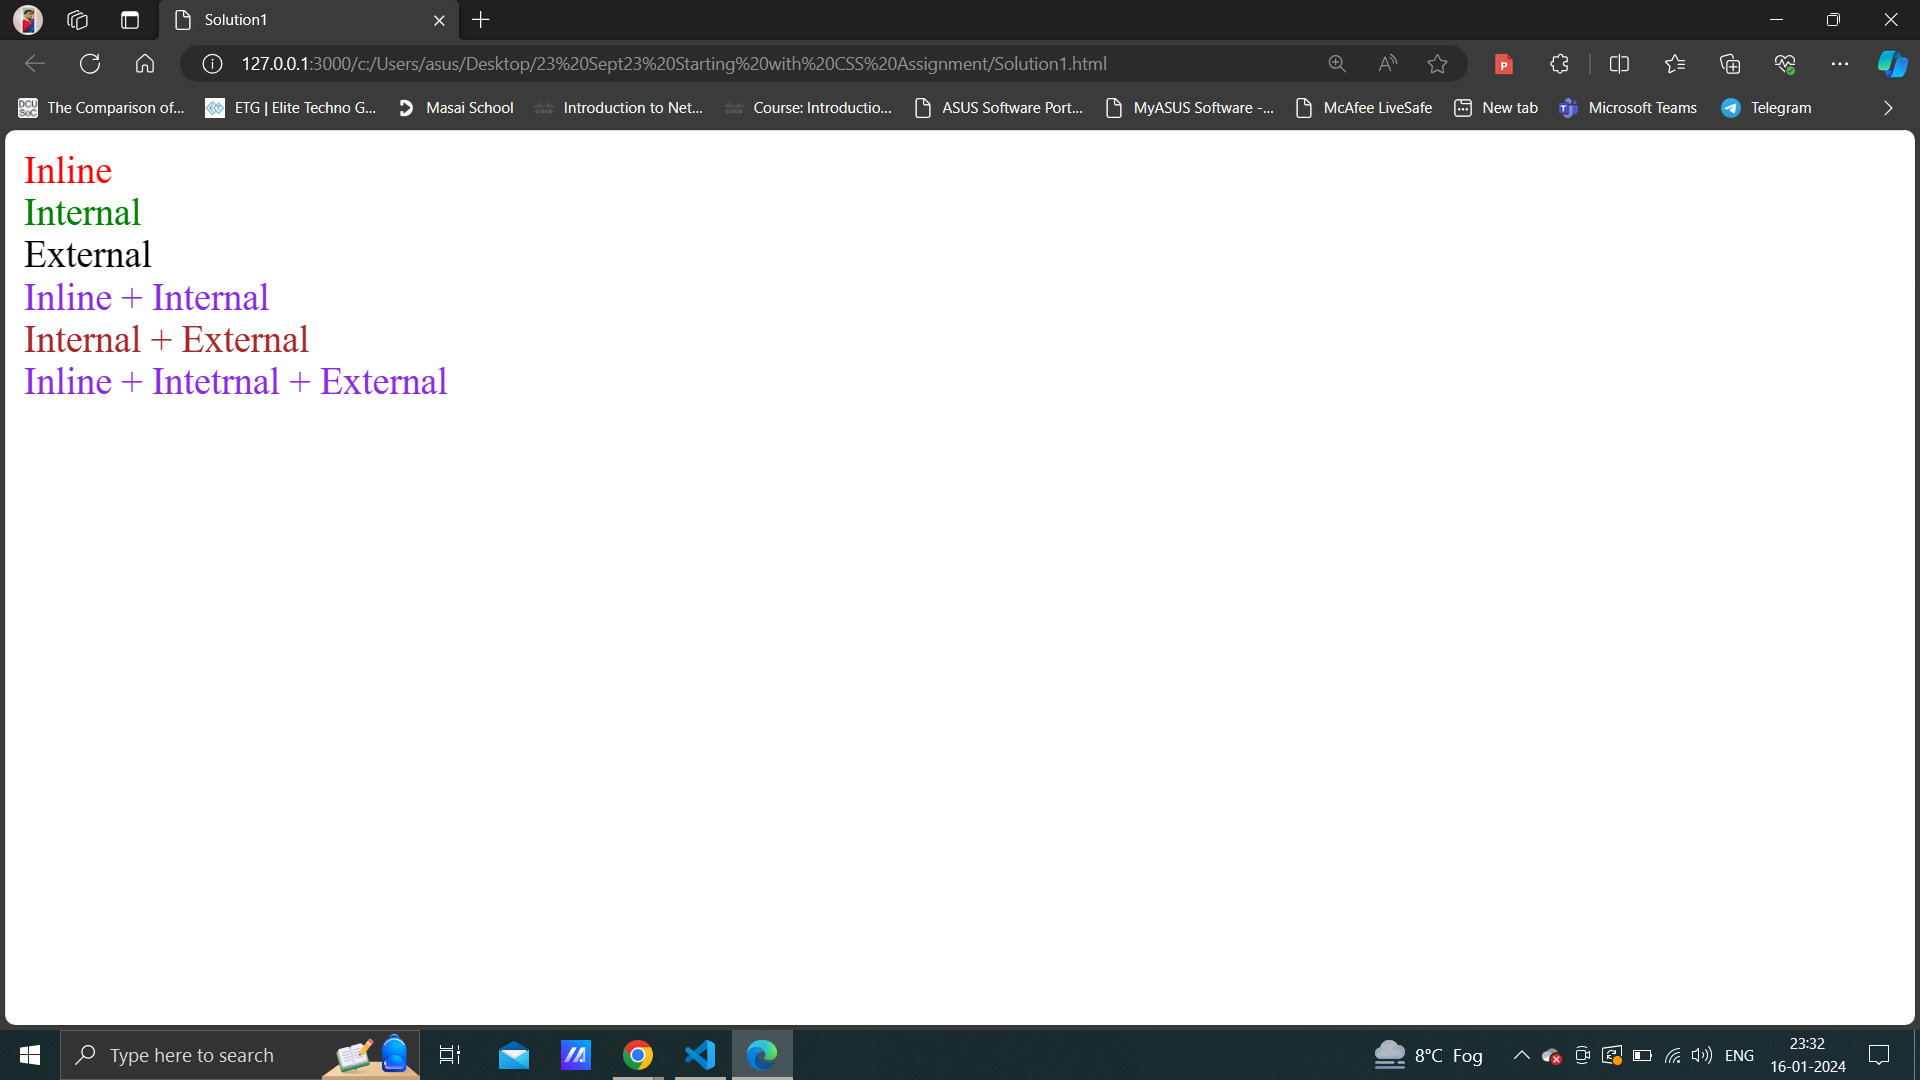 Solution1
127.0.0.1:3000/c:/Users/asus/Desktop/23%20Sept23%20Starting%20with%20CSS%20Assignment/Solution1.html
The Comparison of... ETG | Elite Techno G... Masai School Introduction to Net... Course: Introductio... ASUS Software Port... MyASUS Software -... McAfee LiveSafe New tab Microsoft Teams Telegram
Inline
Internal
External
Inline + Internal
Internal + External
Inline + Intetrnal + External
Type here to search
8°C Fog
ENG
23:32
16-01-2024